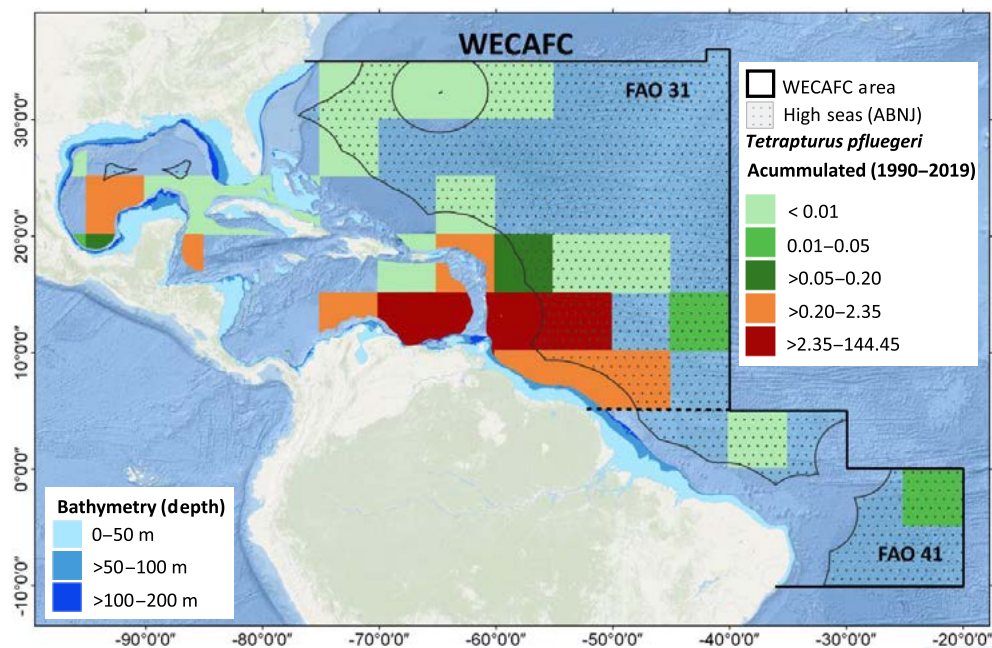 WECAFC
FAO 31
WECAFC area
High seas (ABNJ)
Tetrapturus pfluegeri
Acummulated (1990–2019)
< 0.01
0.01–0.05
>0.05–0.20
>0.20–2.35
>2.35–144.45
30°0'0"
20°0'0"
10°0'0"
0°0'0"
-10°0'0"
Bathymetry (depth)
0–50 m
>50–100 m
>100–200 m
FAO 41
-90°0'0"
-80°0'0"
-70°0'0"
-60°0'0"
-50°0'0"
-40°0'0"
-30°0'0"
-20°0'0"